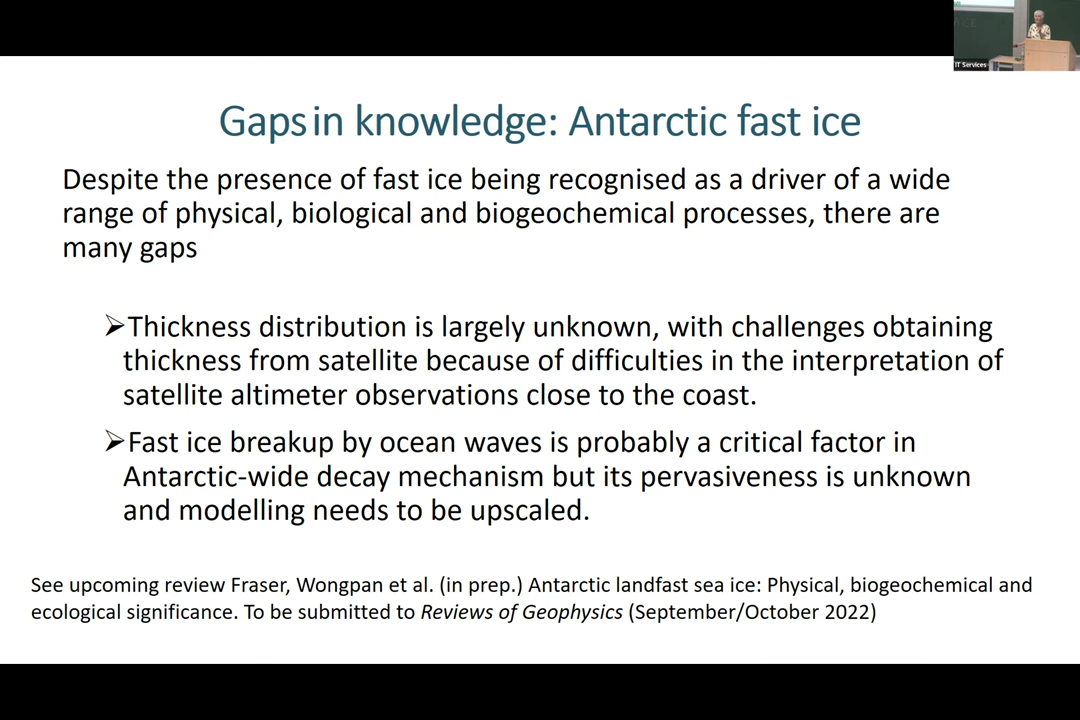 IT Services
Gaps in knowledge: Antarctic fast ice
Despite the presence of fast ice being recognised as a driver of a wide
range of physical, biological and biogeochemical processes, there are
many gaps
➢Thickness distribution is largely unknown, with challenges obtaining
thickness from satellite because of difficulties in the interpretation of
satellite altimeter observations close to the coast.
➢Fast ice breakup by ocean waves is probably a critical factor in
Antarctic-wide decay mechanism but its pervasiveness is unknown
and modelling needs to be upscaled.
See upcoming review Fraser, Wongpan et al. (in prep.) Antarctic landfast sea ice: Physical, biogeochemical and
ecological significance. To be submitted to Reviews of Geophysics (September/October 2022)